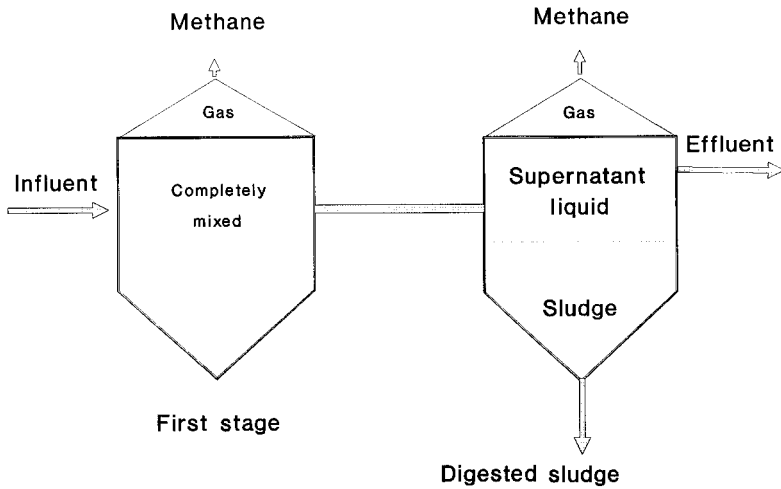 Methane
Methane
Gas
Gas
Influent
Completely
mixed
Supernatant
liquid
Effluent
Sludge
First stage
Digested sludge